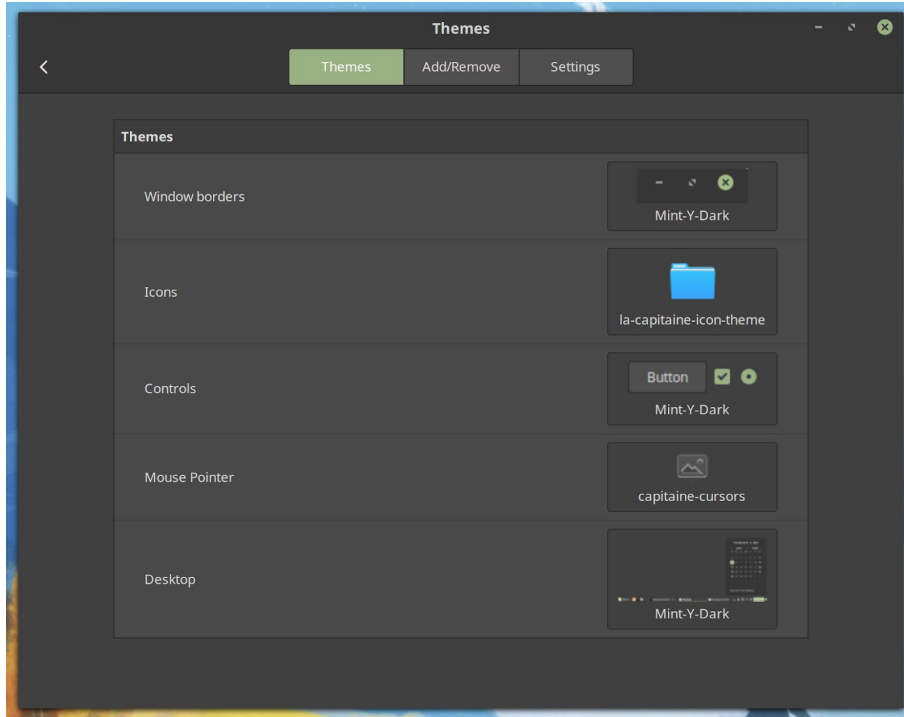 Themes
Themes Add/Remove Settings
Themes
Window borders
Mint-Y-Dark
Icons
la-capitaine-icon-theme
Controls
Button
Mint-Y-Dark
Mouse Pointer
capitaine-cursors
Desktop
Mint-Y-Dark